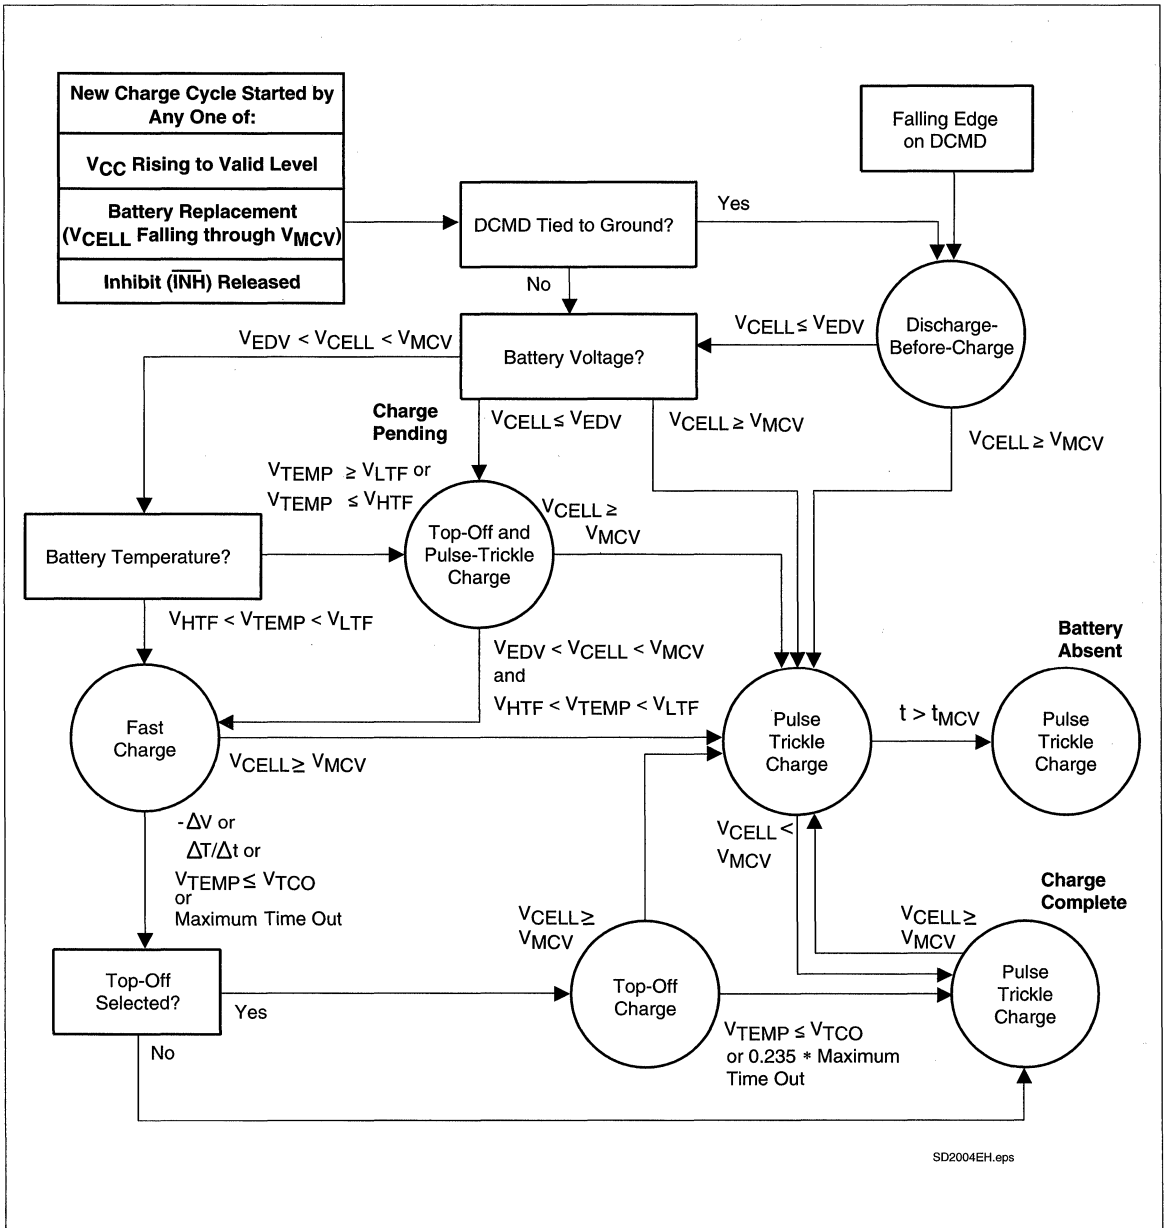 New Charge Cycle Started by
Any One of:
VCC Rising to Valid Level
Battery Replacement
(VCELL Falling through VMCV)
Inhibit (INH) Released
Falling Edge
on DCMD
DCMD Tied to Ground?
Yes
No
Discharge-
Before-Charge
VCELL ≤ VEDV
VCELL ≥ VMCV
Battery Voltage?
VEDV < VCELL < VMCV
VCELL ≤ VEDV
VCELL ≥ VMCV
Charge
Pending
VTEMP ≥ VLTF or
VTEMP ≤ VHTF
Battery Temperature?
Top-Off and
Pulse-Trickle
Charge
VCELL ≥
VMCV
VHTF < VTEMP < VLTF
VEDV < VCELL < VMCV
and
VHTF < VTEMP < VLTF
Fast
Charge
VCELL ≥ VMCV
Pulse
Trickle
Charge
t > tMCV
Battery
Absent
Pulse
Trickle
Charge
-ΔV or
ΔT/Δt or
VTEMP ≤ VTCO
or
Maximum Time Out
VCELL <
VMCV
Charge
Complete
VCELL ≥
VMCV
VCELL ≥
VMCV
Pulse
Trickle
Charge
Top-Off
Selected?
Yes
No
Top-Off
Charge
VTEMP ≤ VTCO
or 0.235 * Maximum
Time Out
SD2004EH.eps